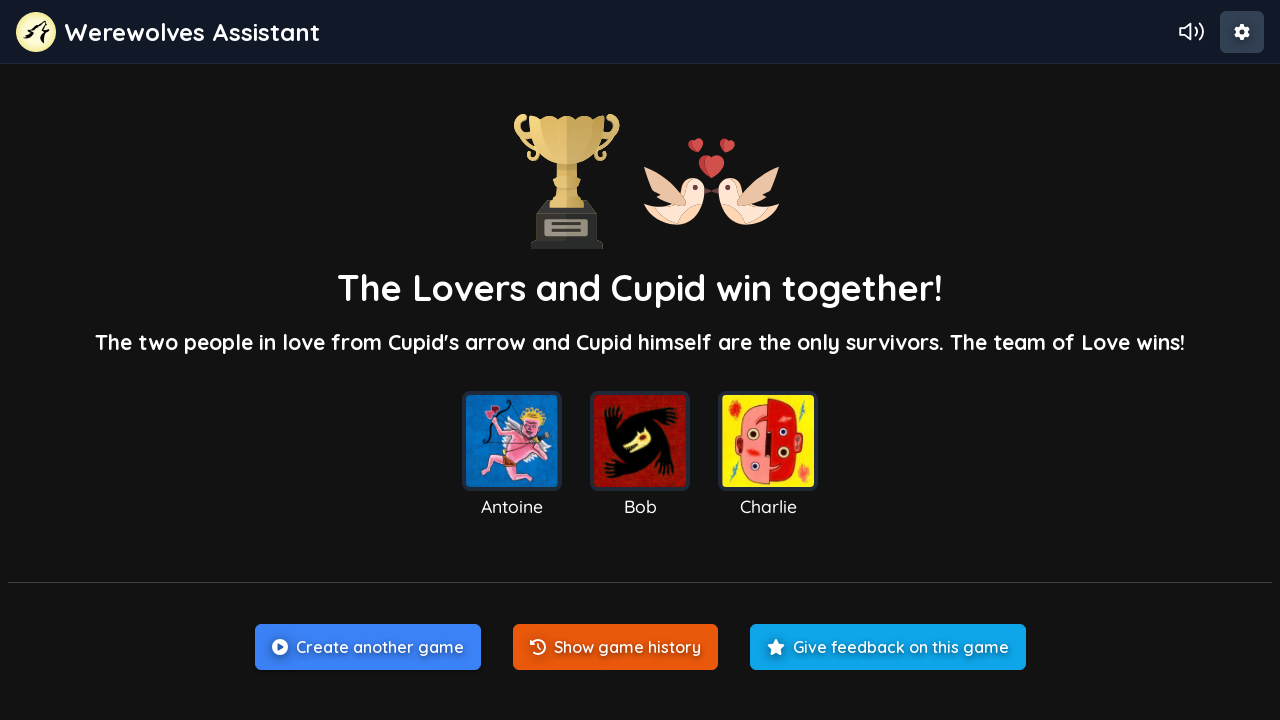 Werewolves Assistant
The Lovers and Cupid win together!
The two people in love from Cupid's arrow and Cupid himself are the only survivors. The team of Love wins!
Antoine
Bob
Charlie
Create another game
Show game history
Give feedback on this game